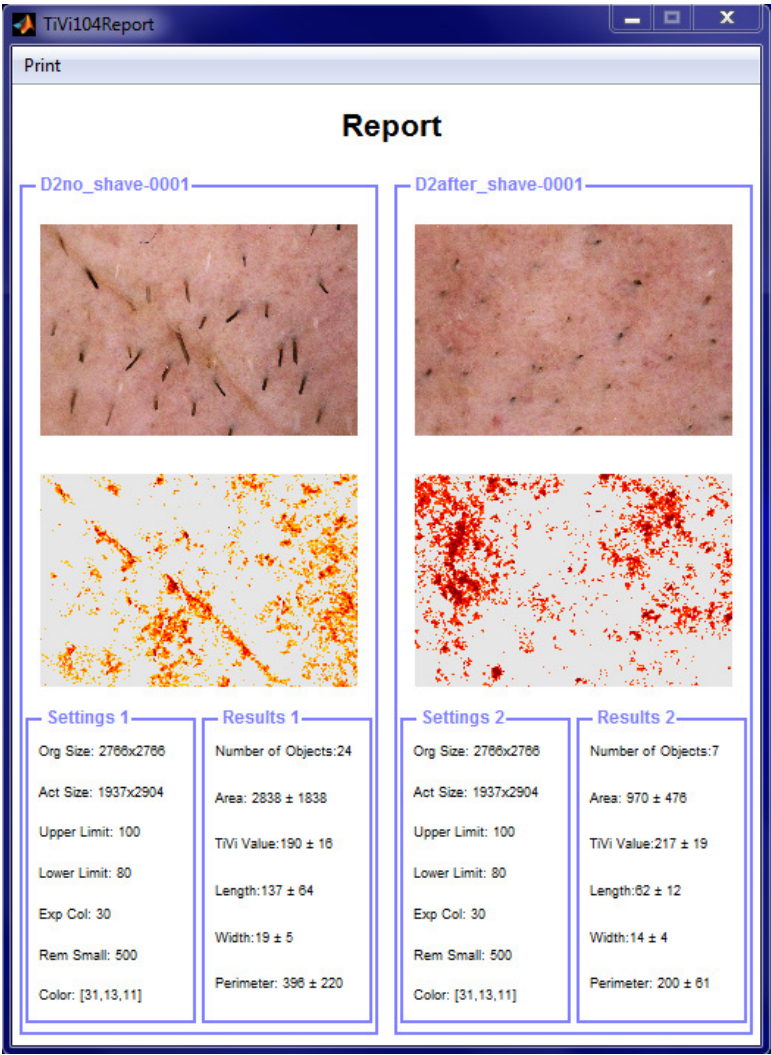 TiVi104Report
Print
Report
D2no_shave-0001
D2after_shave-0001
Settings 1
Org Size: 2766x2766
Act Size: 1937x2904
Upper Limit: 100
Lower Limit: 80
Exp Col: 30
Rem Small: 500
Color: [31,13,11]
Results 1
Number of Objects:24
Area: 2838 ± 1838
TiVi Value:190 ± 16
Length:137 ± 64
Width:19 ± 5
Perimeter: 396 ± 220
Settings 2
Org Size: 2766x2766
Act Size: 1937x2904
Upper Limit: 100
Lower Limit: 80
Exp Col: 30
Rem Small: 500
Color: [31,13,11]
Results 2
Number of Objects:7
Area: 970 ± 476
TiVi Value:217 ± 19
Length:62 ± 12
Width:14 ± 4
Perimeter: 200 ± 61